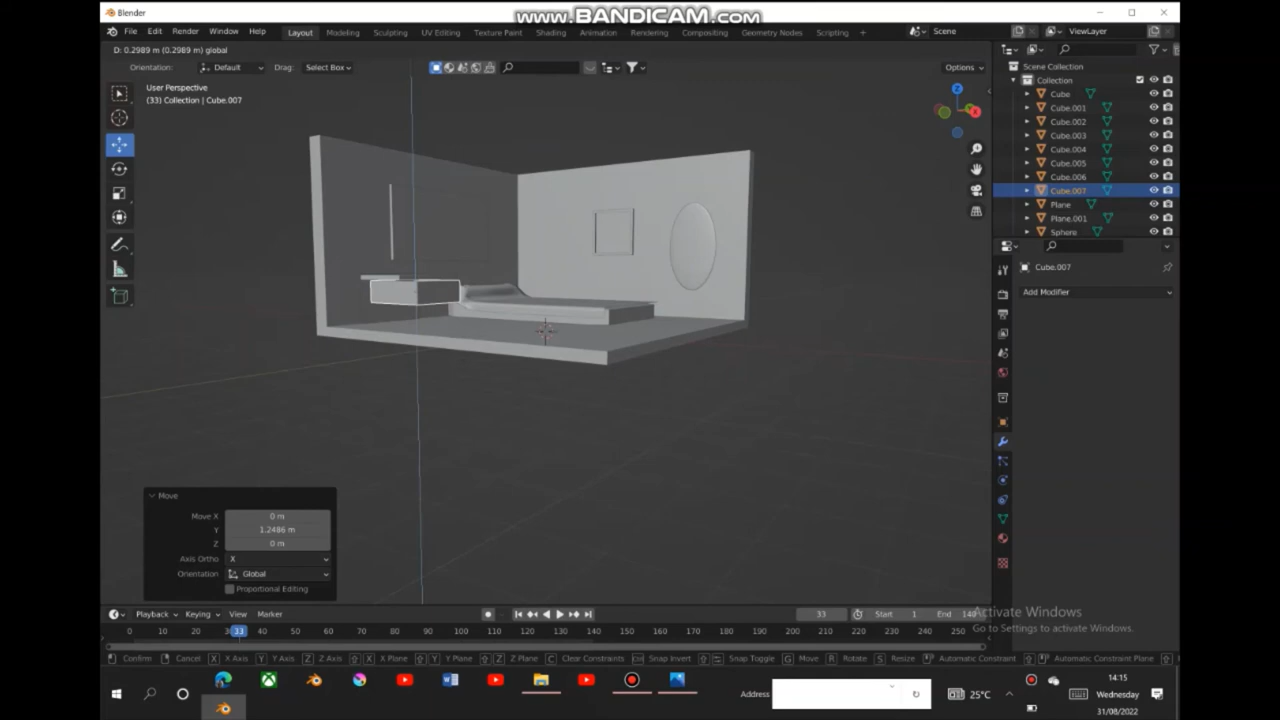 www.BANDICAM.com
Blender
File Edit Render Window Help Layout Modeling Sculpting UV Editing Texture Paint Shading Animation Rendering Compositing Geometry Nodes Scripting + Scene ViewLayer
D: 0.2989 m (0.2989 m) global
Orientation: Default Drag: Select Box Options
User Perspective
(33) Collection | Cube.007
Z
X
Scene Collection
Collection
Cube
Cube.001
Cube.002
Cube.003
Cube.004
Cube.005
Cube.006
Cube.007
Plane
Plane.001
Sphere
Cube.007
Add Modifier
Move
Move X 0 m
Y 1.2486 m
Z 0 m
Axis Ortho X
Orientation Global
Proportional Editing
Playback Keying View Marker 33 Start 1 End 140
0 10 20 30 33 40 50 60 70 80 90 100 110 120 130 140 150 160 170 180 190 200 210 220 230 240 250
Activate Windows
Go to Settings to activate Windows.
Confirm Cancel X X Axis Y Y Axis Z Z Axis X X Plane Y Y Plane Z Z Plane C Clear Constraints Snap Invert Snap Toggle G Move R Rotate S Resize Automatic Constraint Automatic Constraint Plane
Address 25°C
14:15
Wednesday
31/08/2022